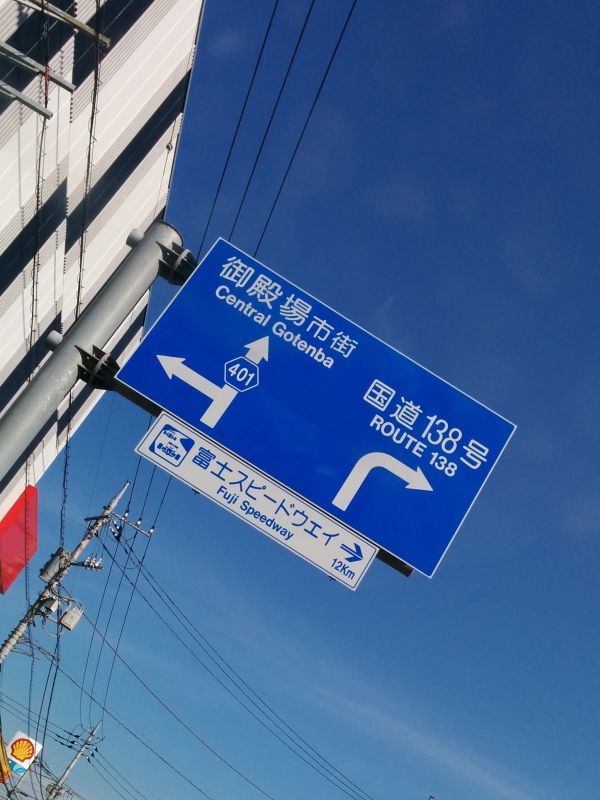 御殿場市街
Central Gotenba
401
国道138号
ROUTE 138
富士スピードウェイ
Fuji Speedway
12Km